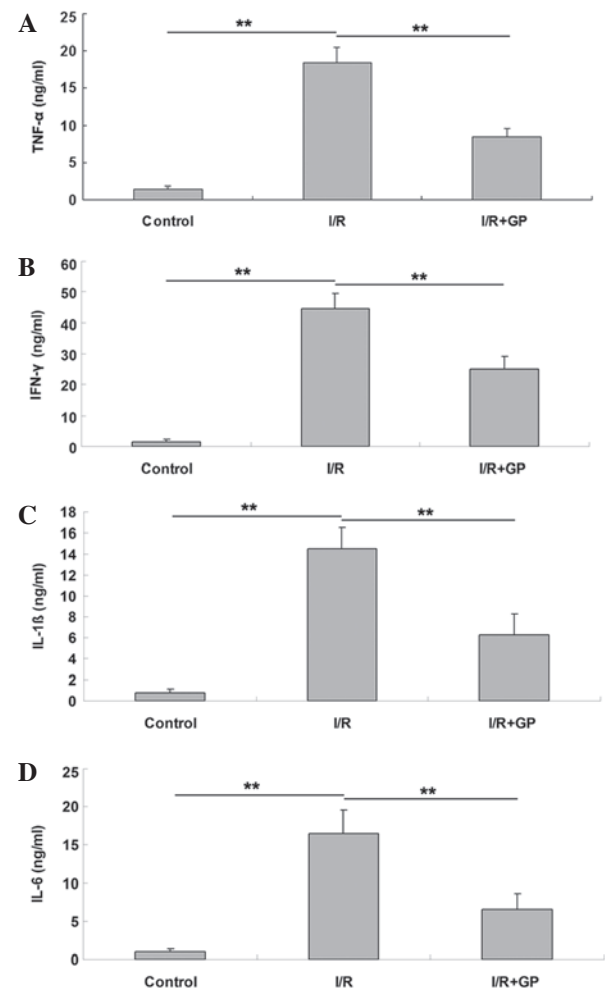 A
TNF-α (ng/ml)
25
20
15
10
5
0
**
**
Control
I/R
I/R+GP
B
IFN-γ (ng/ml)
60
50
40
30
20
10
0
**
**
Control
I/R
I/R+GP
C
IL-1ß (ng/ml)
18
16
14
12
10
8
6
4
2
0
**
**
Control
I/R
I/R+GP
D
IL-6 (ng/ml)
25
20
15
10
5
0
**
**
Control
I/R
I/R+GP